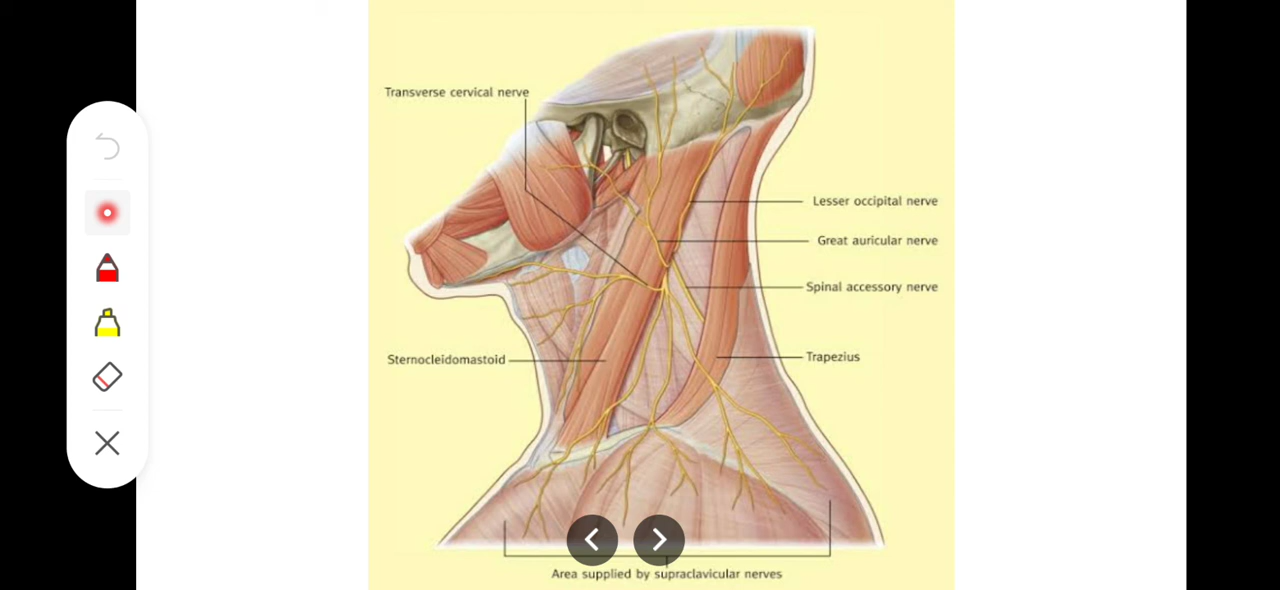 Transverse cervical nerve
Lesser occipital nerve
Great auricular nerve
Spinal accessory nerve
Sternocleidomastoid
Trapezius
Area supplied by supraclavicular nerves